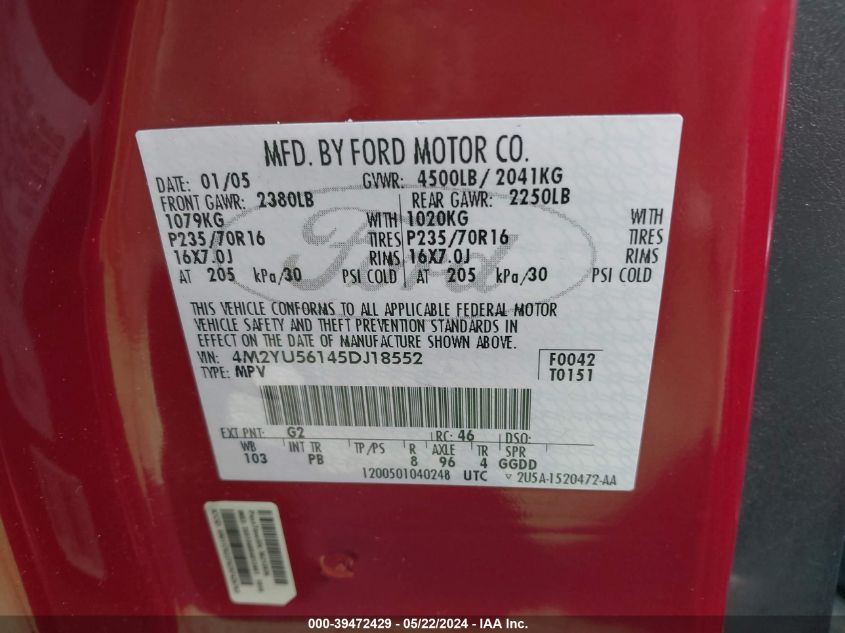 MFD. BY FORD MOTOR CO.
DATE: 01/05 GVWR: 4500LB/2041KG
FRONT GAWR: 2380LB REAR GAWR: 2250LB
1079KG WITH 1020KG WITH
P235/70R16 TIRES P235/70R16 TIRES
16X7.0J RIMS 16X7.0J RIMS
AT 205 kPa/30 PSI COLD AT 205 kPa/30 PSI COLD
Ford
THIS VEHICLE CONFORMS TO ALL APPLICABLE FEDERAL MOTOR
VEHICLE SAFETY AND THEFT PREVENTION STANDARDS IN
EFFECT ON THE DATE OF MANUFACTURE SHOWN ABOVE.
VIN: 4M2YU56145DJ18552 F0042
TYPE: MPV T0151
EXT PNT: G2 RC: 46 DSO:
WB INT TR TP/PS R AXLE TR SPR
103 PB 8 96 4 GGDD
1200501040248 UTC ▽ 2U5A-1520472-AA
000-39472429 - 05/22/2024 - IAA Inc.